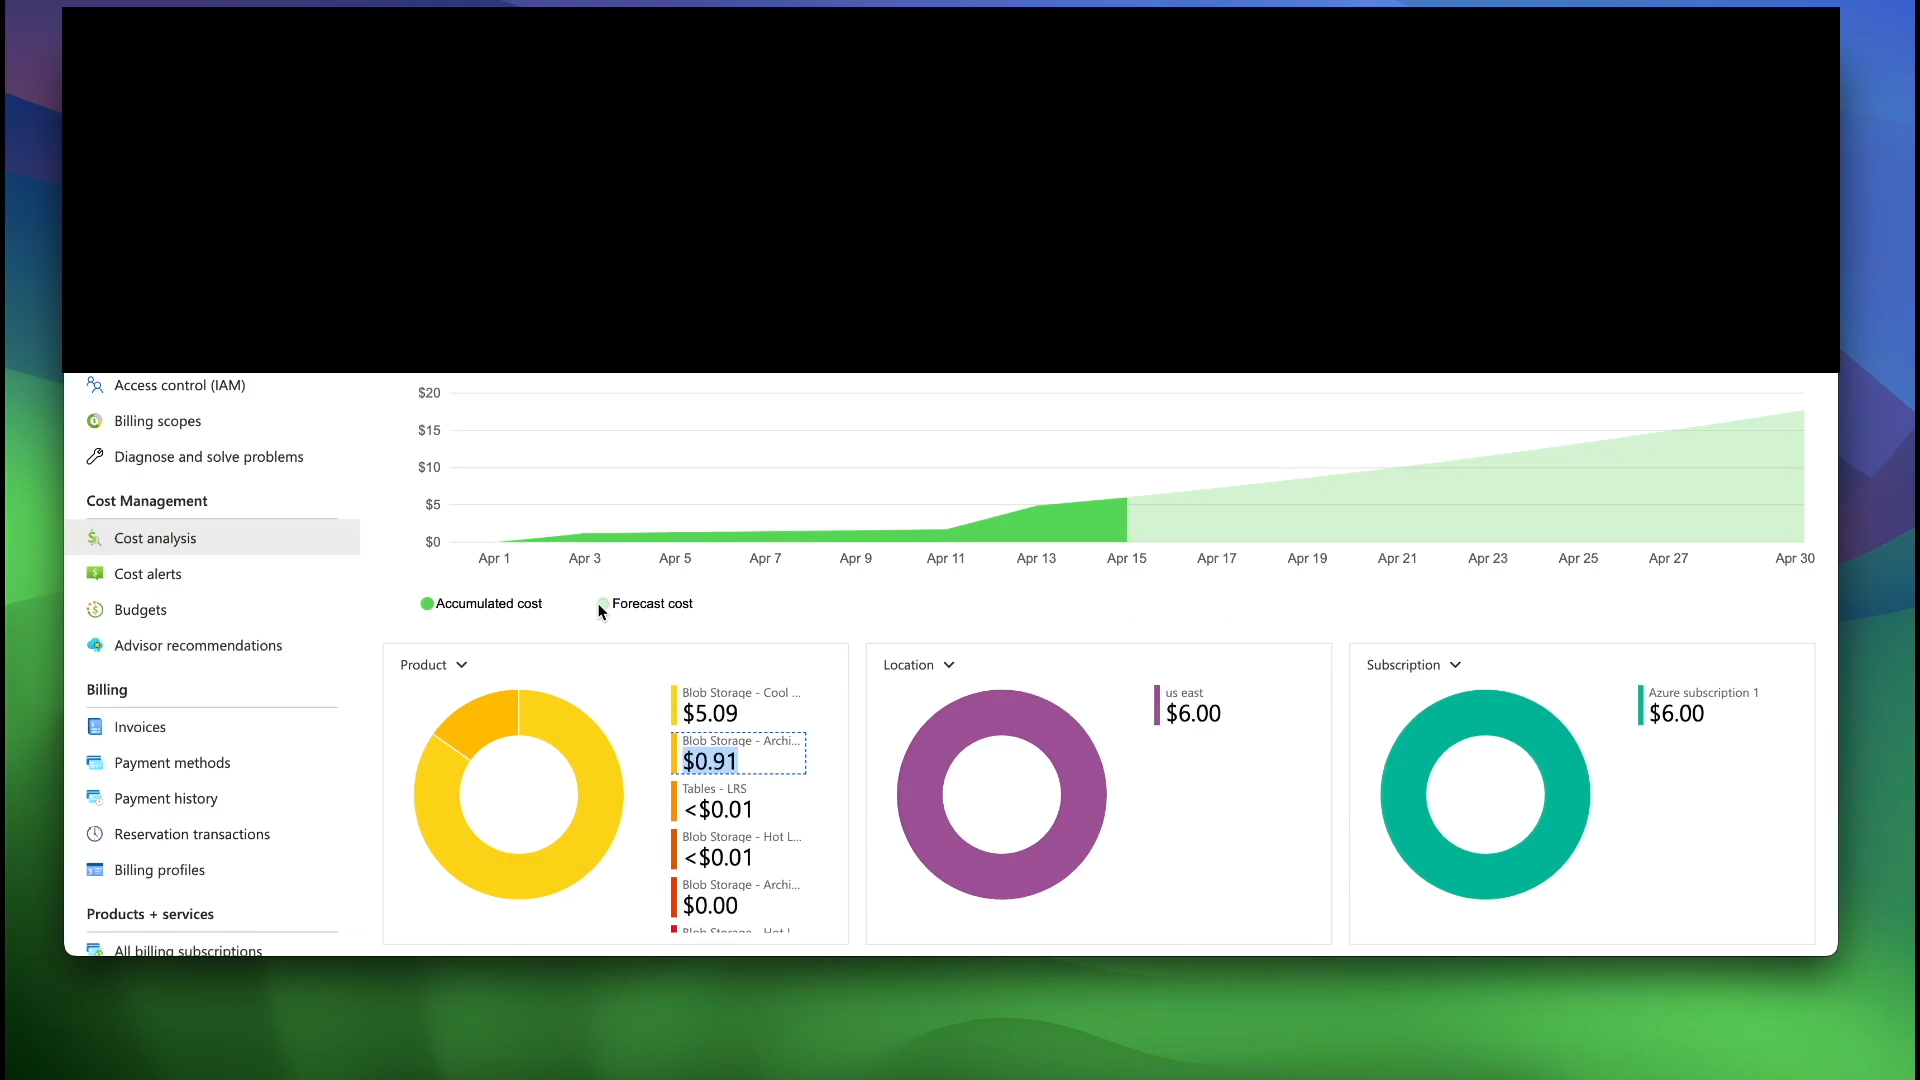 Access control (IAM)
Billing scopes
Diagnose and solve problems
Cost Management
Cost analysis
Cost alerts
Budgets
Advisor recommendations
Billing
Invoices
Payment methods
Payment history
Reservation transactions
Billing profiles
Products + services
All billing subscriptions
$20
$15
$10
$5
$0
Apr 1 Apr 3 Apr 5 Apr 7 Apr 9 Apr 11 Apr 13 Apr 15 Apr 17 Apr 19 Apr 21 Apr 23 Apr 25 Apr 27 Apr 30
Accumulated cost Forecast cost
Product
Blob Storage - Cool ...
$5.09
Blob Storage - Archi...
$0.91
Tables - LRS
<$0.01
Blob Storage - Hot L...
<$0.01
Blob Storage - Archi...
$0.00
Blob Storage - Hot L...
Location
us east
$6.00
Subscription
Azure subscription 1
$6.00